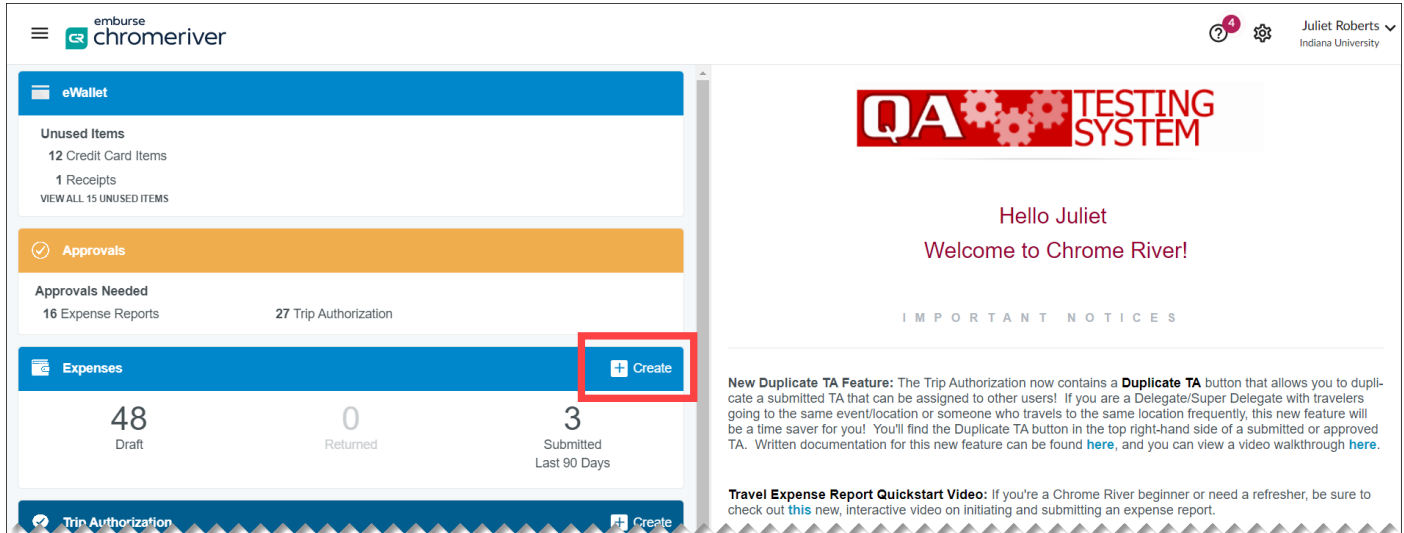 emburse
CR chromeriver
4
Juliet Roberts
Indiana University
eWallet
Unused Items
12 Credit Card Items
1 Receipts
VIEW ALL 15 UNUSED ITEMS
Approvals
Approvals Needed
16 Expense Reports 27 Trip Authorization
Expenses Create
48 0 3
Draft Returned Submitted
Last 90 Days
Trip Authorization Create
QA TESTING
SYSTEM
Hello Juliet
Welcome to Chrome River!
IMPORTANT NOTICES
New Duplicate TA Feature: The Trip Authorization now contains a Duplicate TA button that allows you to dupli-
cate a submitted TA that can be assigned to other users! If you are a Delegate/Super Delegate with travelers
going to the same event/location or someone who travels to the same location frequently, this new feature will
be a time saver for you! You'll find the Duplicate TA button in the top right-hand side of a submitted or approved
TA. Written documentation for this new feature can be found here, and you can view a video walkthrough here.
Travel Expense Report Quickstart Video: If you're a Chrome River beginner or need a refresher, be sure to
check out this new, interactive video on initiating and submitting an expense report.